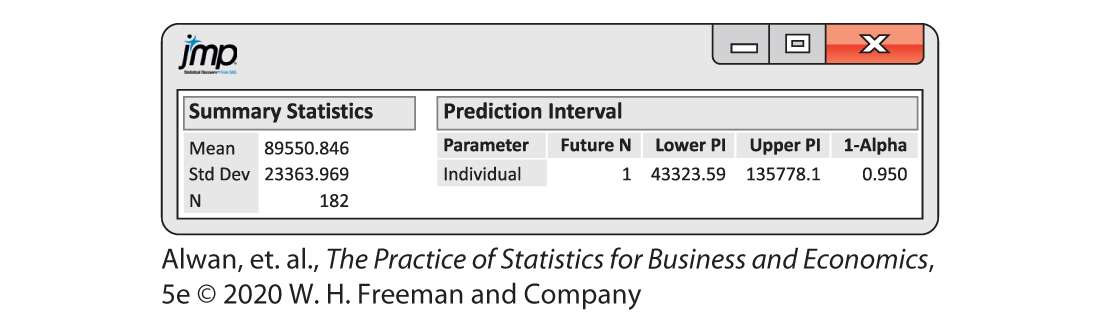 jmp
Statistical Discovery™ From SAS.
Summary Statistics
Mean 89550.846
Std Dev 23363.969
N 182
Prediction Interval
Parameter Future N Lower PI Upper PI 1-Alpha
Individual 1 43323.59 135778.1 0.950
Alwan, et. al., The Practice of Statistics for Business and Economics,
5e © 2020 W. H. Freeman and Company